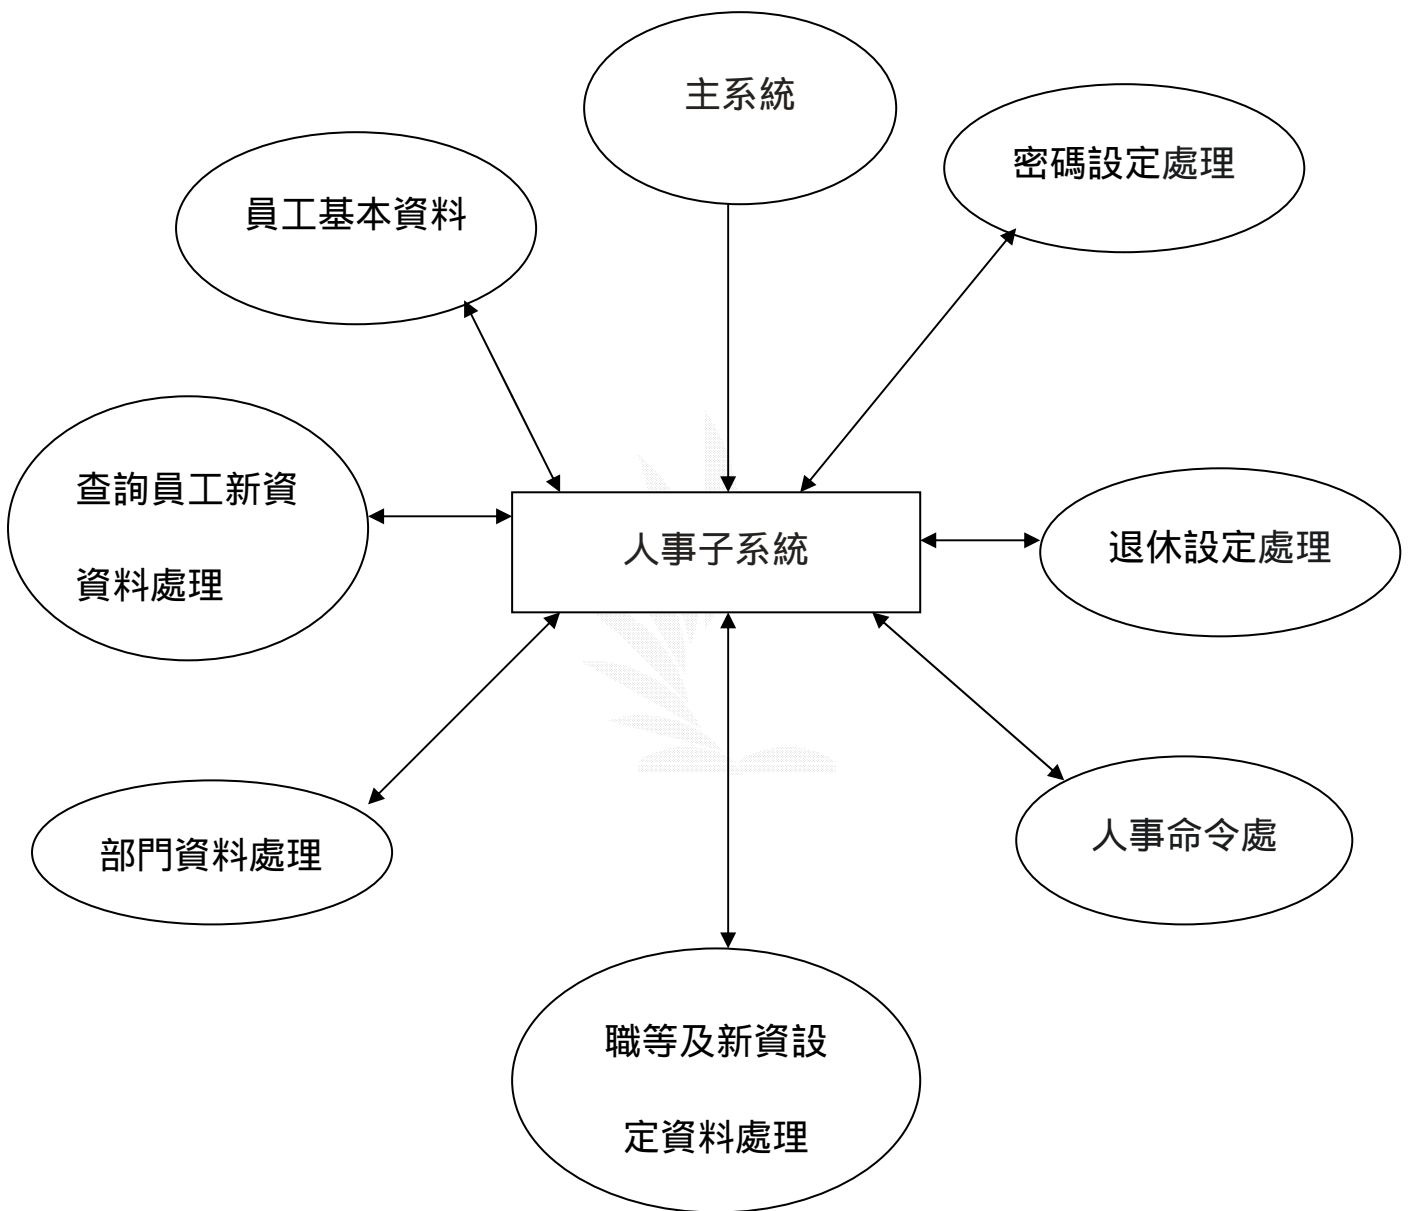 主系統
密碼設定處理
員工基本資料
查詢員工新資
資料處理
人事子系統
退休設定處理
部門資料處理
人事命令處
職等及新資設
定資料處理